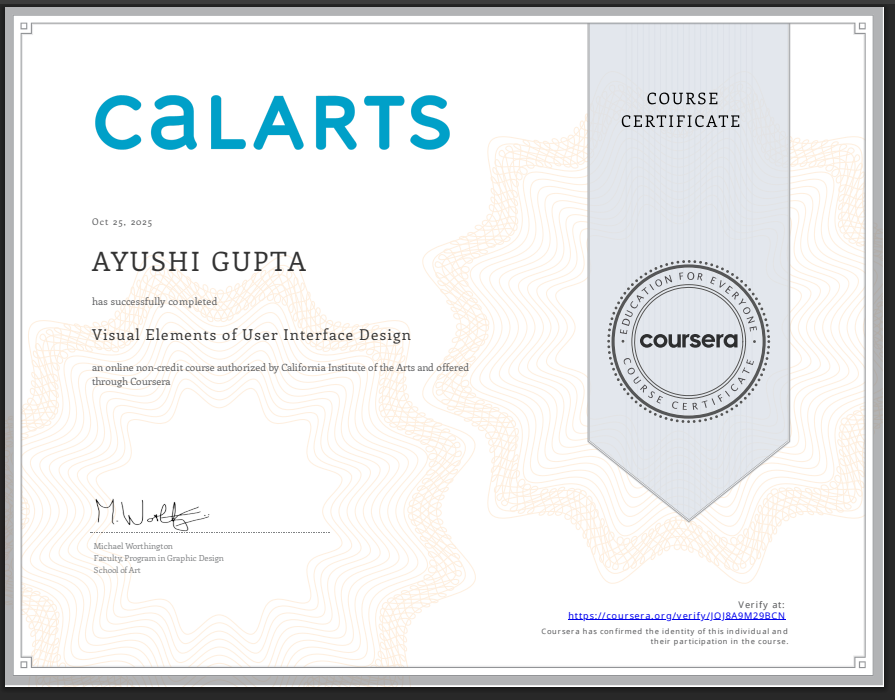 CalArts
COURSE
CERTIFICATE
Oct 25, 2025
AYUSHI GUPTA
has successfully completed
Visual Elements of User Interface Design
an online non-credit course authorized by California Institute of the Arts and offered
through Coursera
EDUCATION FOR EVERYONE
coursera
COURSE CERTIFICATE
M. Worth
Michael Worthington
Faculty, Program in Graphic Design
School of Art
Verify at:
https://coursera.org/verify/JOJ8A9M29BCN
Coursera has confirmed the identity of this individual and
their participation in the course.